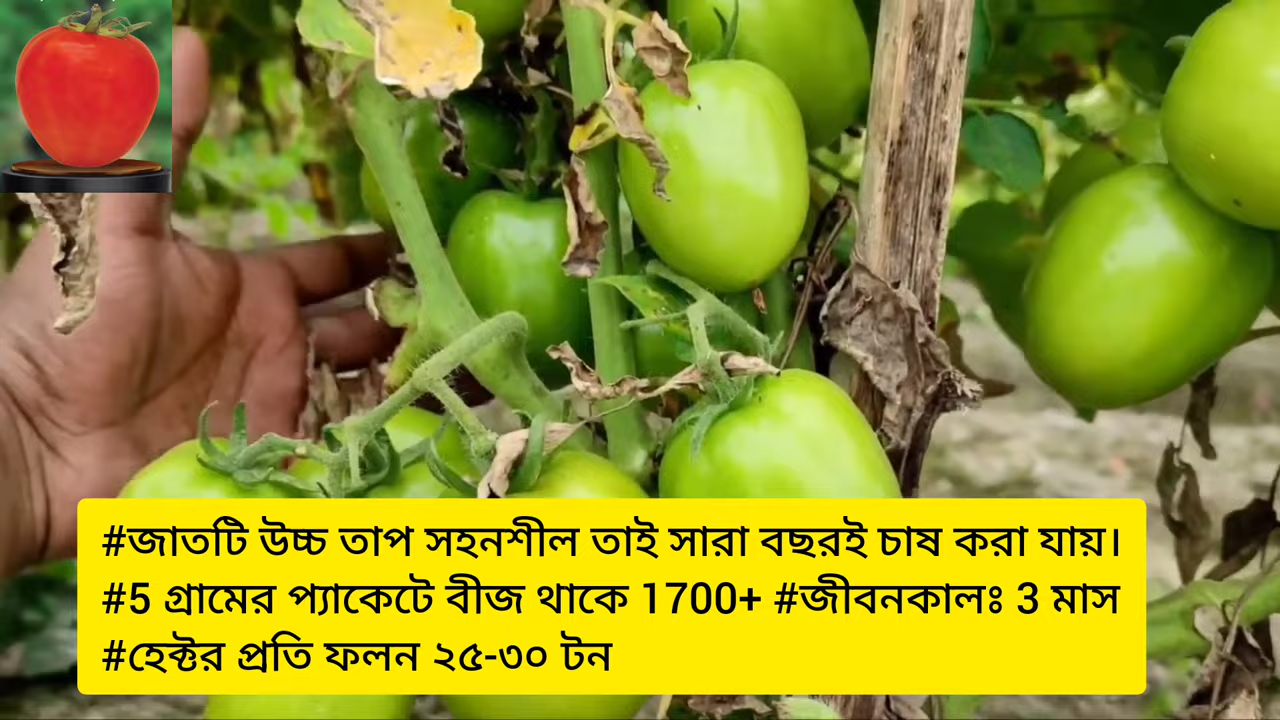 #জাতটি উচ্চ তাপ সহনশীল তাই সারা বছরই চাষ করা যায়।
#5 গ্রামের প্যাকেটে বীজ থাকে 1700+ #জীবনকালঃ 3 মাস
#হেক্টর প্রতি ফলন ২৫-৩০ টন